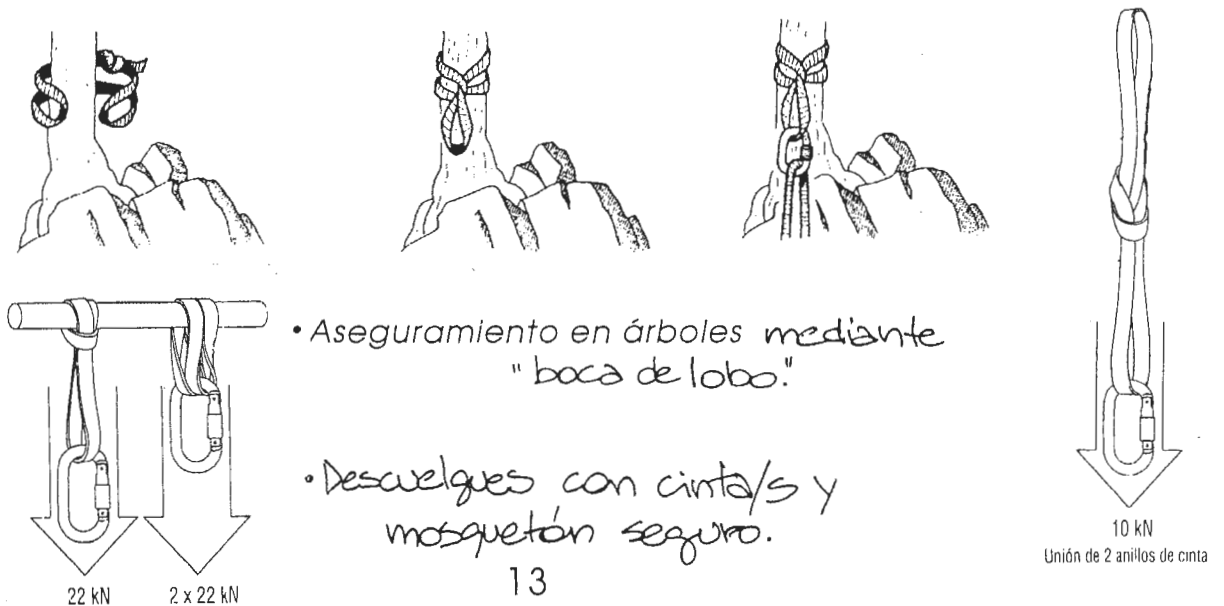 • Aseguramiento en árboles mediante
"boca de lobo."
• Descuelgues con cinta/s y
mosquetón seguro.
13
22 kN
2 x 22 kN
10 kN
Unión de 2 anillos de cinta